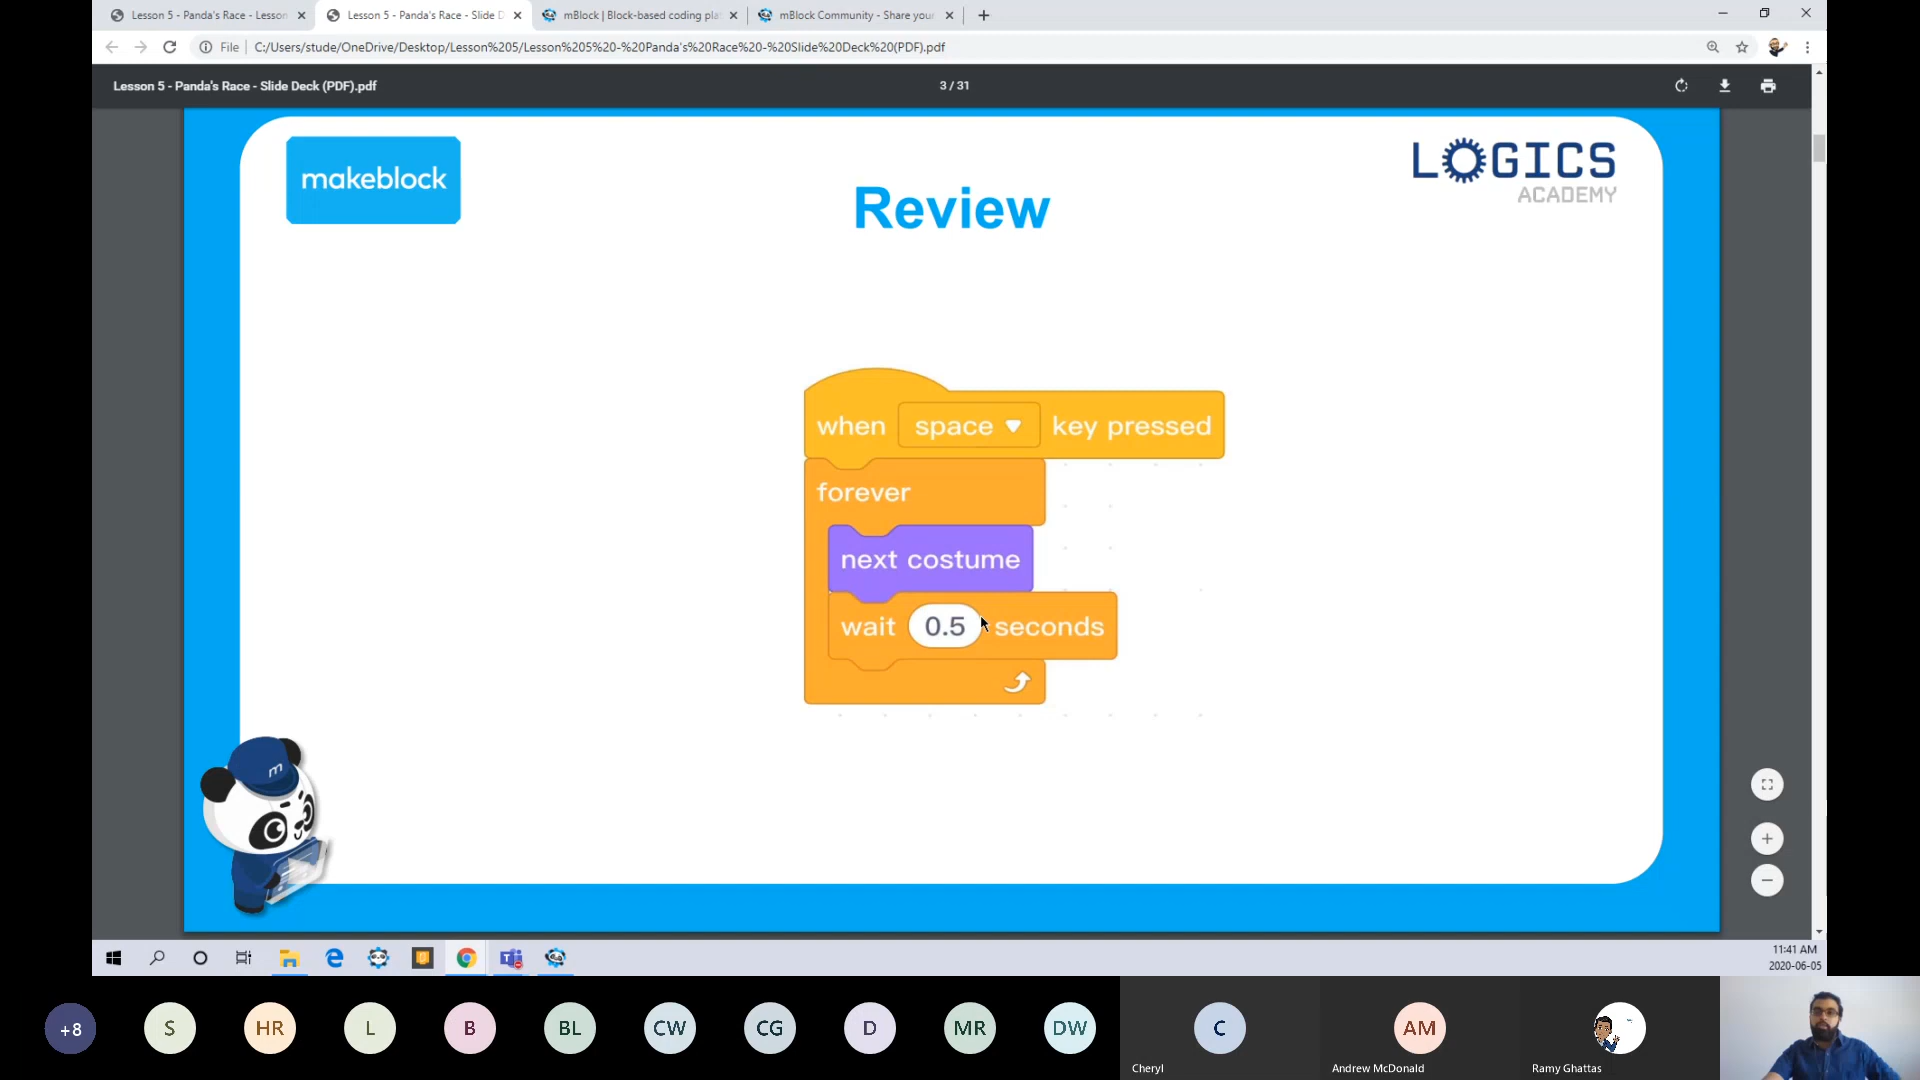 Lesson 5 - Panda's Race - Lesson
Lesson 5 - Panda's Race - Slide D
mBlock | Block-based coding pla
mBlock Community - Share your
File
C:/Users/stude/OneDrive/Desktop/Lesson%205/Lesson%205%20-%20Panda's%20Race%20-%20Slide%20Deck%20(PDF).pdf
Lesson 5 - Panda's Race - Slide Deck (PDF).pdf
3 / 31
makeblock
LOGICS
ACADEMY
Review
when space key pressed
forever
next costume
wait 0.5 seconds
m
11:41 AM
2020-06-05
+8
S
HR
L
B
BL
CW
CG
D
MR
DW
C
AM
Cheryl
Andrew McDonald
Ramy Ghattas